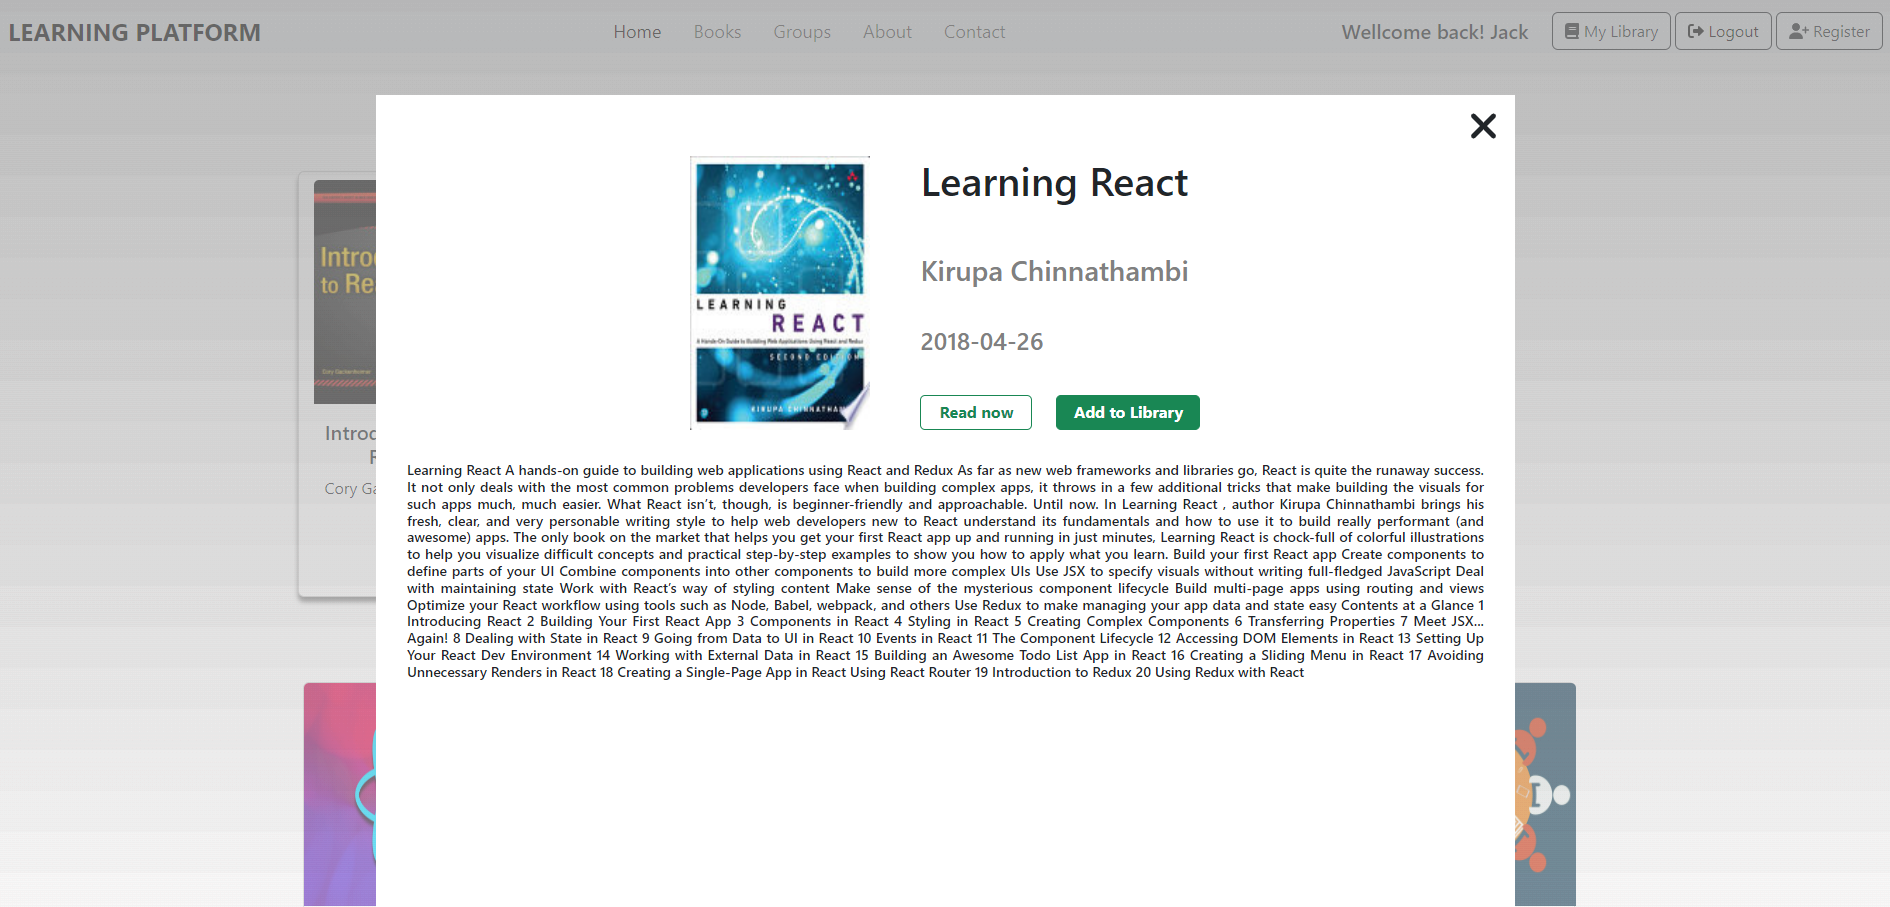 LEARNING PLATFORM
Home
Books
Groups
About
Contact
Wellcome back! Jack
My Library
Logout
Register
Intro
to Re
Cory Gackenheimer
Introd
Cory Ga
LEARNING
REACT
A Hands-On Guide to Building Web Applications Using React and Redux
SECOND EDITION
KIRUPA CHINNATHAM
Learning React
Kirupa Chinnathambi
2018-04-26
Read now
Add to Library
Learning React A hands-on guide to building web applications using React and Redux As far as new web frameworks and libraries go, React is quite the runaway success.
It not only deals with the most common problems developers face when building complex apps, it throws in a few additional tricks that make building the visuals for
such apps much, much easier. What React isn’t, though, is beginner-friendly and approachable. Until now. In Learning React , author Kirupa Chinnathambi brings his
fresh, clear, and very personable writing style to help web developers new to React understand its fundamentals and how to use it to build really performant (and
awesome) apps. The only book on the market that helps you get your first React app up and running in just minutes, Learning React is chock-full of colorful illustrations
to help you visualize difficult concepts and practical step-by-step examples to show you how to apply what you learn. Build your first React app Create components to
define parts of your UI Combine components into other components to build more complex UIs Use JSX to specify visuals without writing full-fledged JavaScript Deal
with maintaining state Work with React’s way of styling content Make sense of the mysterious component lifecycle Build multi-page apps using routing and views
Optimize your React workflow using tools such as Node, Babel, webpack, and others Use Redux to make managing your app data and state easy Contents at a Glance 1
Introducing React 2 Building Your First React App 3 Components in React 4 Styling in React 5 Creating Complex Components 6 Transferring Properties 7 Meet JSX...
Again! 8 Dealing with State in React 9 Going from Data to UI in React 10 Events in React 11 The Component Lifecycle 12 Accessing DOM Elements in React 13 Setting Up
Your React Dev Environment 14 Working with External Data in React 15 Building an Awesome Todo List App in React 16 Creating a Sliding Menu in React 17 Avoiding
Unnecessary Renders in React 18 Creating a Single-Page App in React Using React Router 19 Introduction to Redux 20 Using Redux with React